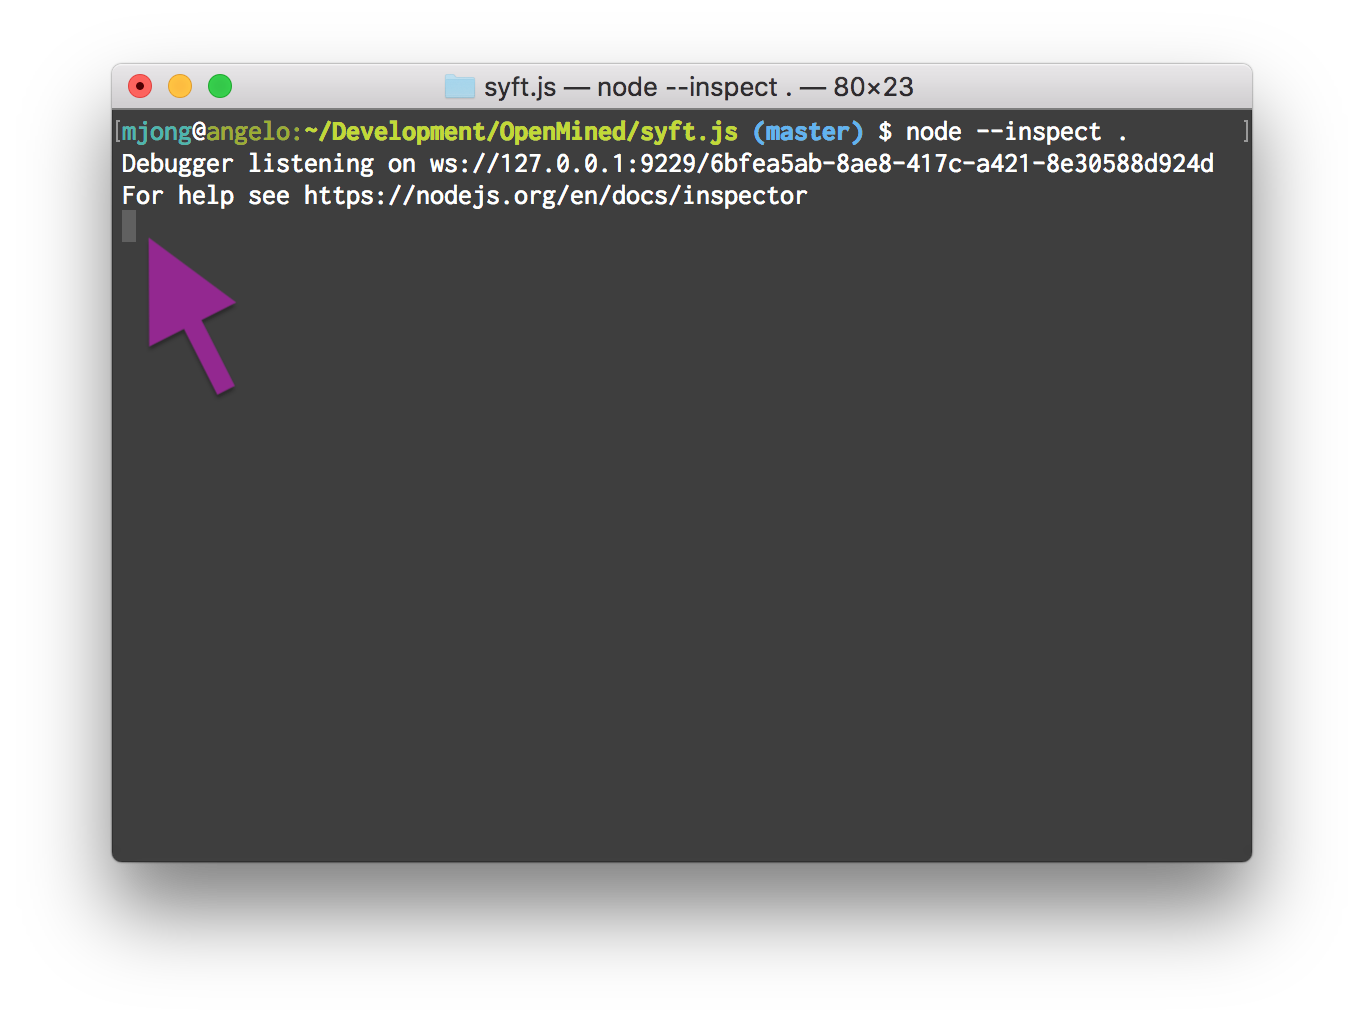 syft.js — node --inspect . — 80×23
[mjong@angelo:~/Development/OpenMined/syft.js (master) $ node --inspect . ]
Debugger listening on ws://127.0.0.1:9229/6bfea5ab-8ae8-417c-a421-8e30588d924d
For help see https://nodejs.org/en/docs/inspector